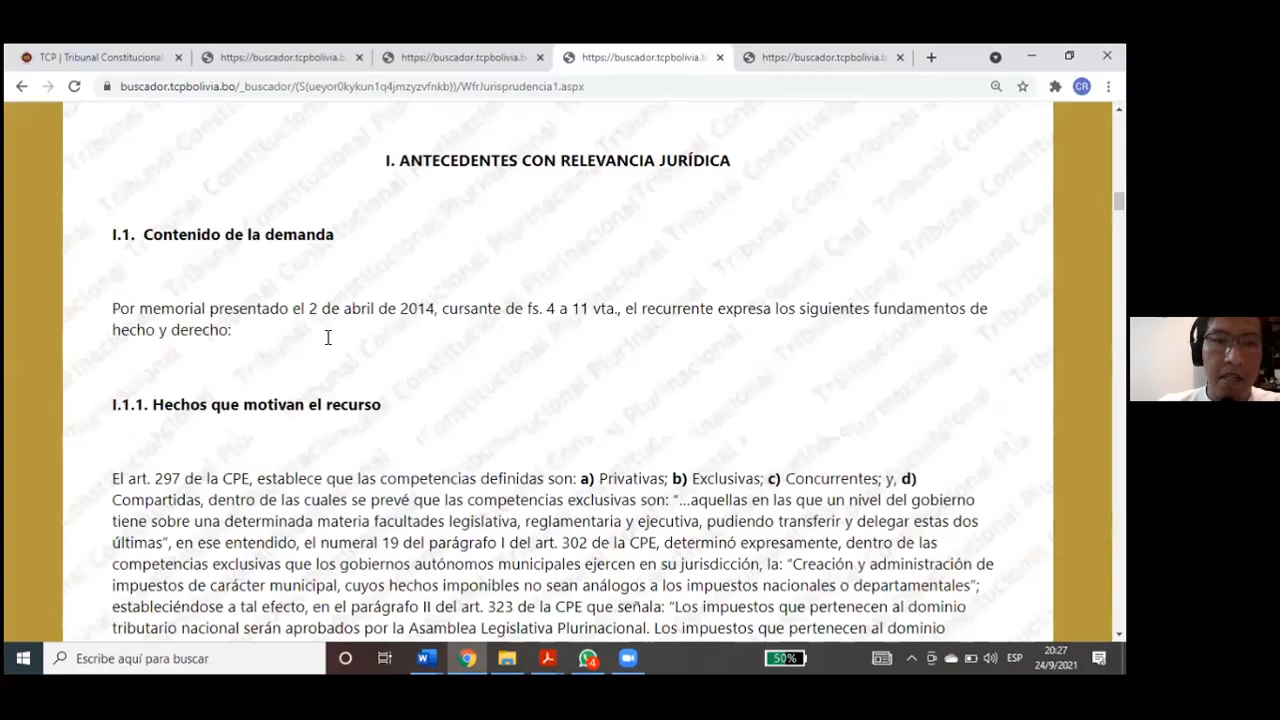 TCP | Tribunal Constitucional
https://buscador.tcpbolivia.b
https://buscador.tcpbolivia.b
https://buscador.tcpbolivia.b
https://buscador.tcpbolivia.b
buscador.tcpbolivia.bo/_buscador/(S(ueyor0kykun1q4jmzyzvfnkb))/WfrJurisprudencia1.aspx
CR
I. ANTECEDENTES CON RELEVANCIA JURÍDICA
I.1. Contenido de la demanda
Por memorial presentado el 2 de abril de 2014, cursante de fs. 4 a 11 vta., el recurrente expresa los siguientes fundamentos de
hecho y derecho:
I.1.1. Hechos que motivan el recurso
El art. 297 de la CPE, establece que las competencias definidas son: a) Privativas; b) Exclusivas; c) Concurrentes; y, d)
Compartidas, dentro de las cuales se prevé que las competencias exclusivas son: “...aquellas en las que un nivel del gobierno
tiene sobre una determinada materia facultades legislativa, reglamentaria y ejecutiva, pudiendo transferir y delegar estas dos
últimas”, en ese entendido, el numeral 19 del parágrafo I del art. 302 de la CPE, determinó expresamente, dentro de las
competencias exclusivas que los gobiernos autónomos municipales ejercen en su jurisdicción, la: “Creación y administración de
impuestos de carácter municipal, cuyos hechos imponibles no sean análogos a los impuestos nacionales o departamentales”;
estableciéndose a tal efecto, en el parágrafo II del art. 323 de la CPE que señala: “Los impuestos que pertenecen al dominio
tributario nacional serán aprobados por la Asamblea Legislativa Plurinacional. Los impuestos que pertenecen al dominio
Escribe aquí para buscar
4
50%
ESP
20:27
24/9/2021